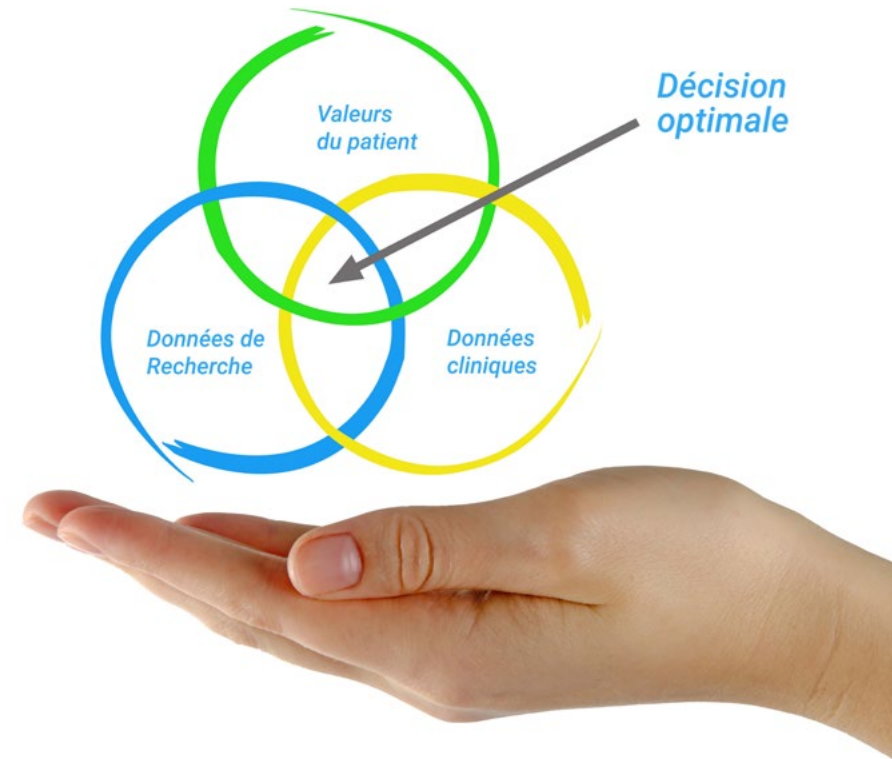 Valeurs
du patient
Décision
optimale
Données de
Recherche
Données
cliniques